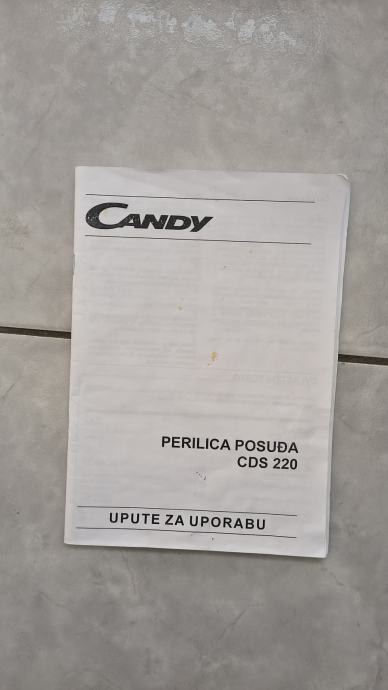 CANDY
PERILICA POSUĐA
CDS 220
UPUTE ZA UPORABU